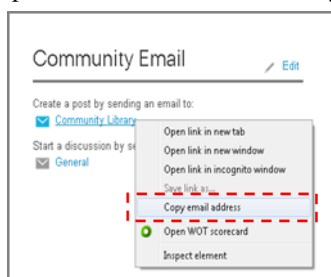 Community Email
Edit
Create a post by sending an email to:
Community Library
Start a discussion by se
General
Open link in new tab
Open link in new window
Open link in incognito window
Save link as...
Copy email address
Open WOT scorecard
Inspect element